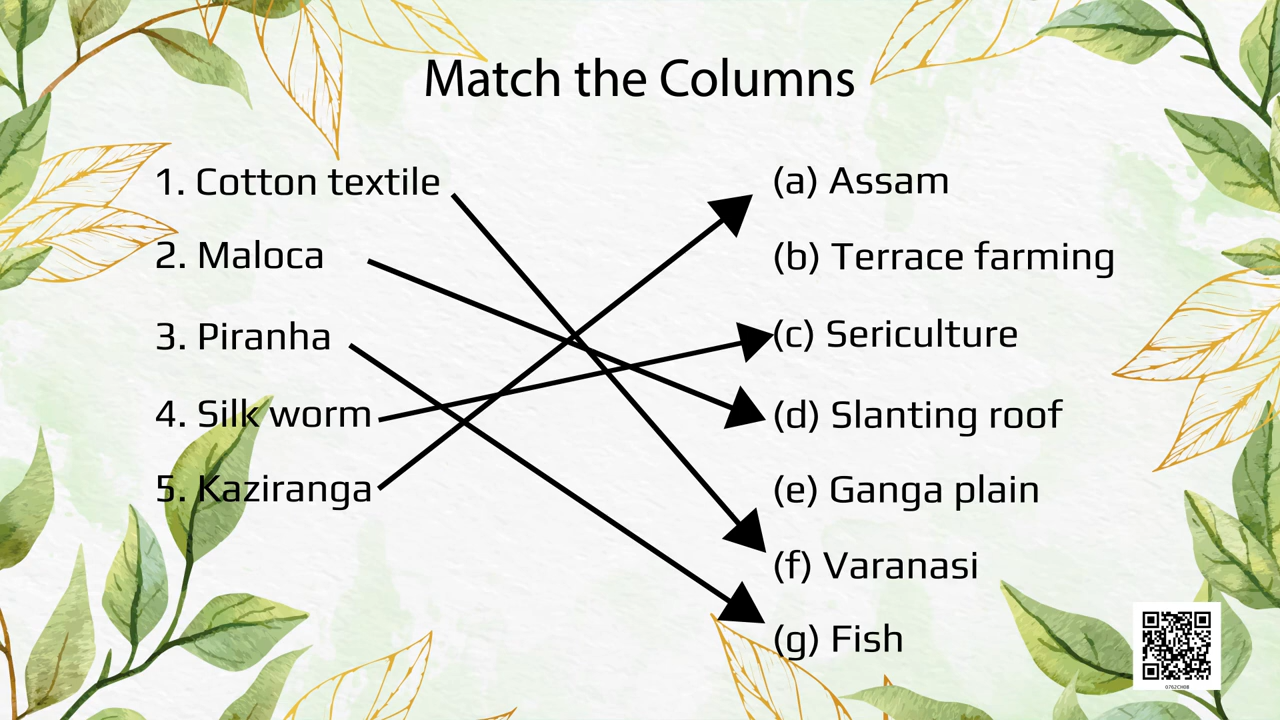 Match the Columns
1. Cotton textile
2. Maloca
3. Piranha
4. Silk worm
5. Kaziranga
(a) Assam
(b) Terrace farming
(c) Sericulture
(d) Slanting roof
(e) Ganga plain
(f) Varanasi
(g) Fish
0762CH08